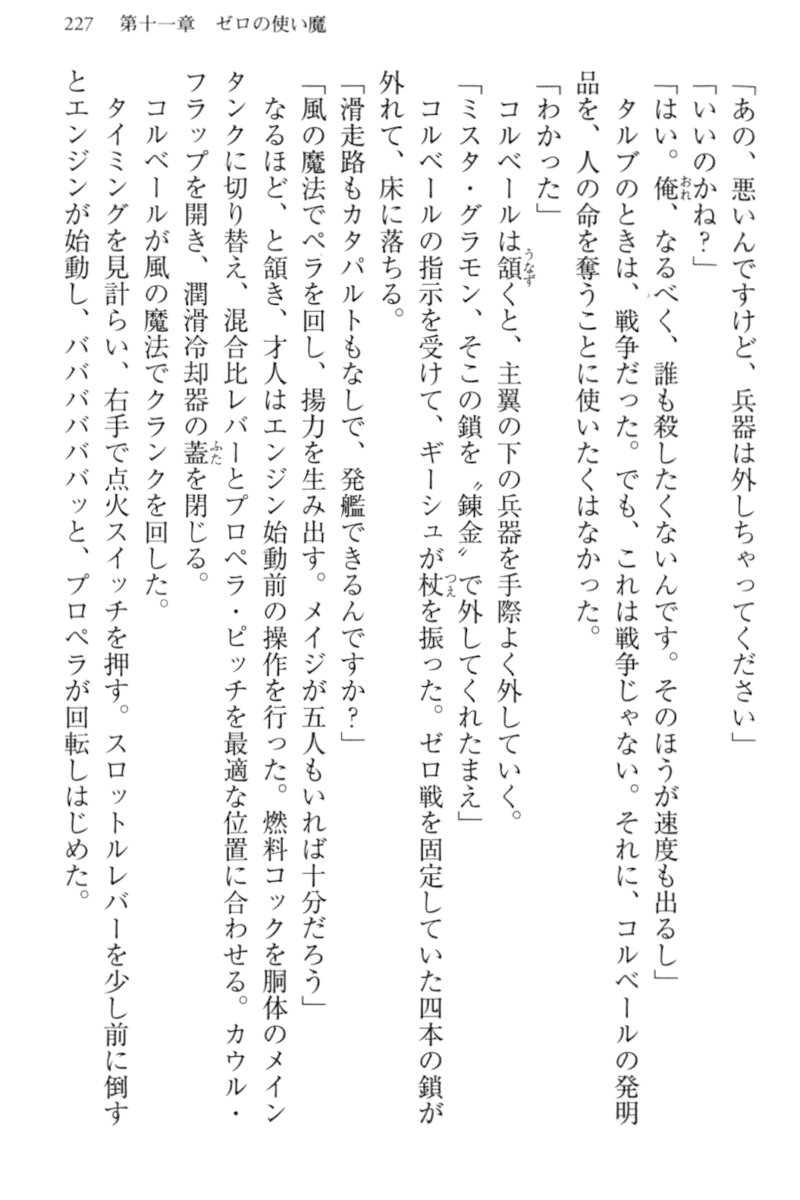 227　第十一章　ゼロの使い魔
「あの、悪いんですけど、兵器は外しちゃってください」
「いいのかね？」
「はい。俺、なるべく、誰も殺したくないんです。そのほうが速度も出るし」
　タルブのときは、戦争だった。でも、これは戦争じゃない。それに、コルベールの発明
品を、人の命を奪うことに使いたくはなかった。
「わかった」
　コルベールは頷くと、主翼の下の兵器を手際よく外していく。
「ミスタ・グラモン、そこの鎖を〝錬金〟で外してくれたまえ」
　コルベールの指示を受けて、ギーシュが杖を振った。ゼロ戦を固定していた四本の鎖が
外れて、床に落ちる。
「滑走路もカタパルトもなしで、発艦できるんですか？」
「風の魔法でペラを回し、揚力を生み出す。メイジが五人もいれば十分だろう」
　なるほど、と頷き、才人はエンジン始動前の操作を行った。燃料コックを胴体のメイン
タンクに切り替え、混合比レバーとプロペラ・ピッチを最適な位置に合わせる。カウル・
フラップを開き、潤滑冷却器の蓋を閉じる。
　コルベールが風の魔法でクランクを回した。
　タイミングを見計らい、右手で点火スイッチを押す。スロットルレバーを少し前に倒す
とエンジンが始動し、バババババババッと、プロペラが回転しはじめた。